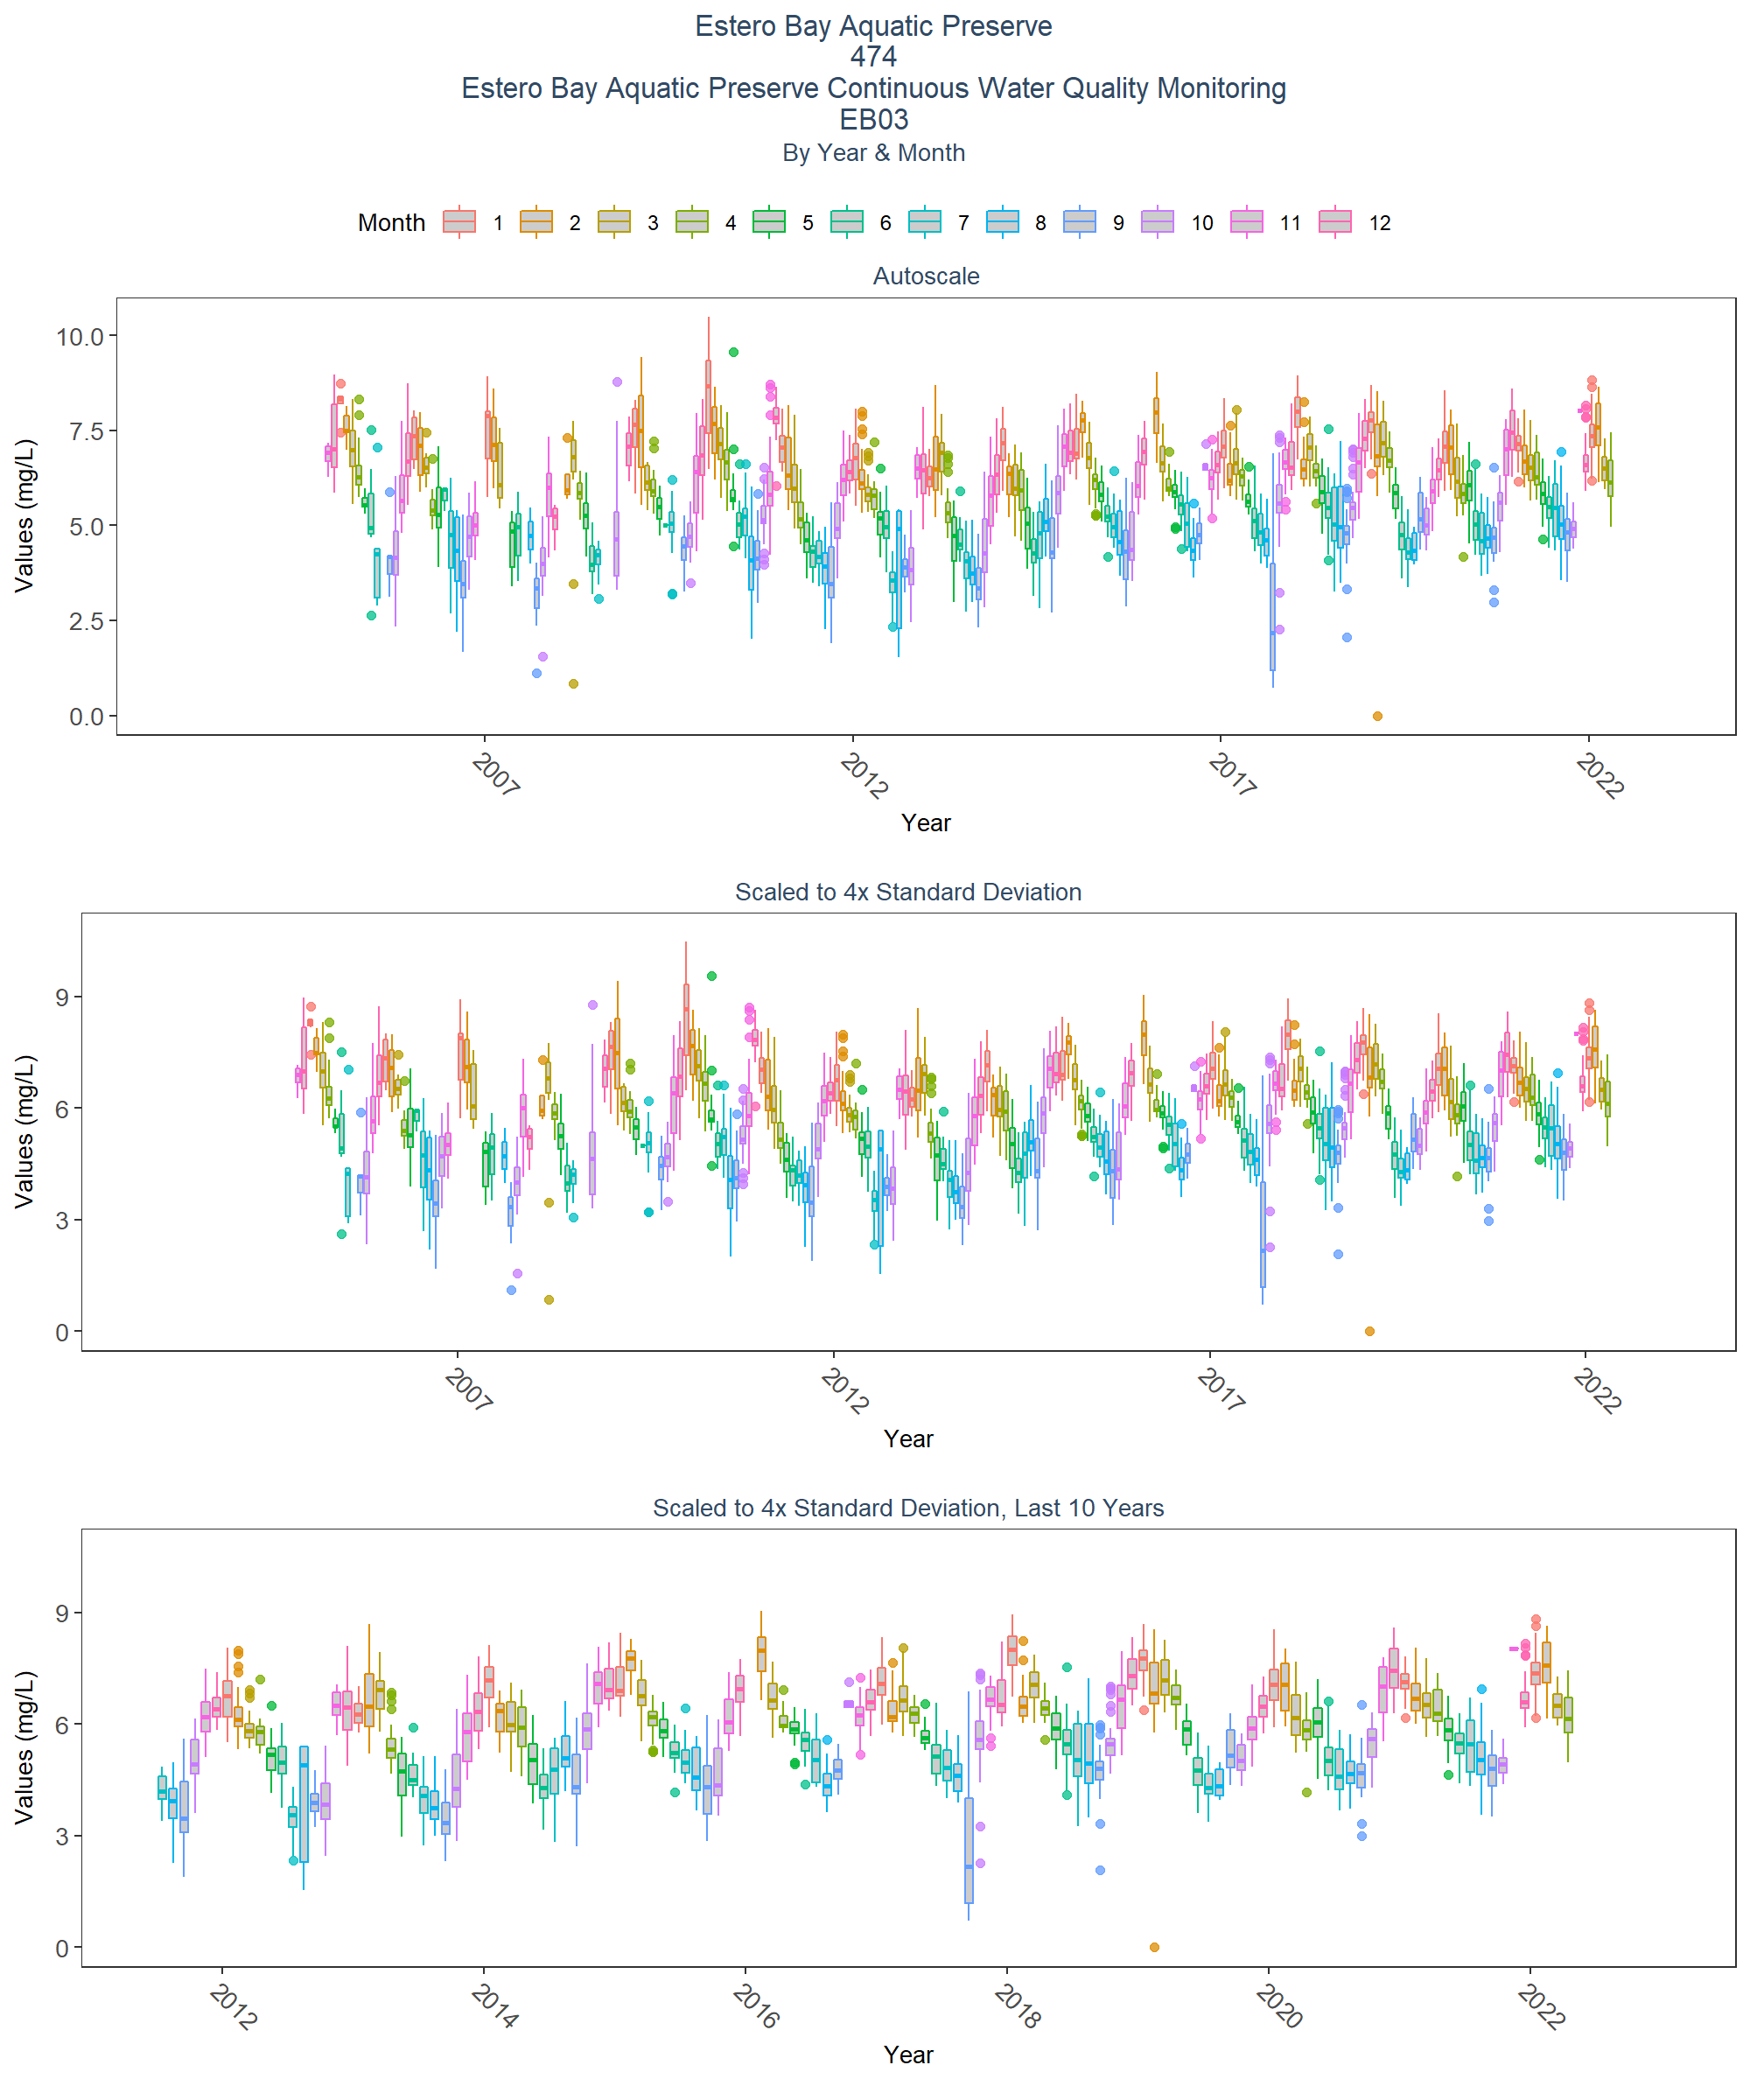 Estero Bay Aquatic Preserve
474
Estero Bay Aquatic Preserve Continuous Water Quality Monitoring
EB03
By Year & Month
Month 1 2 3 4 5 6 7 8 9 10 11 12
Autoscale
Values (mg/L)
10.0
7.5
5.0
2.5
0.0
2007 2012 2017 2022
Year
Scaled to 4x Standard Deviation
Values (mg/L)
9
6
3
0
2007 2012 2017 2022
Year
Scaled to 4x Standard Deviation, Last 10 Years
Values (mg/L)
9
6
3
0
2012 2014 2016 2018 2020 2022
Year